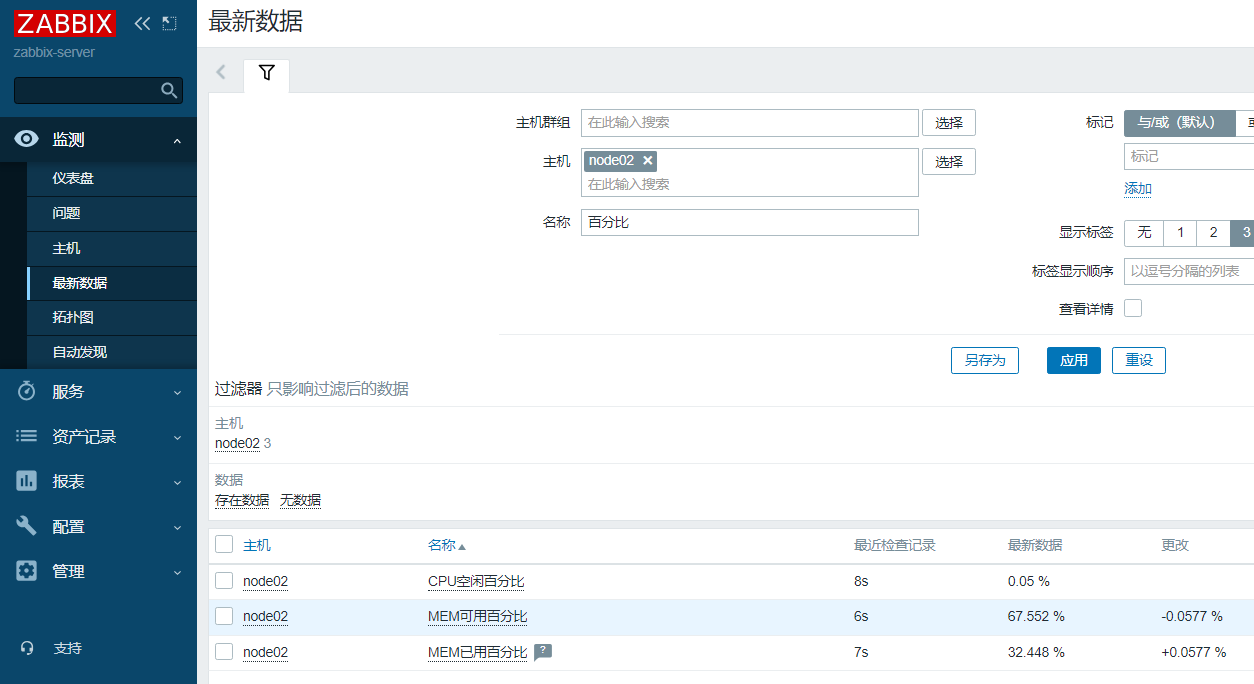 ZABBIX
zabbix-server
监测
仪表盘
问题
主机
最新数据
拓扑图
自动发现
服务
资产记录
报表
配置
管理
支持
最新数据
主机群组 在此输入搜索 选择
主机 node02 ✕ 选择
在此输入搜索
名称 百分比
标记 与/或（默认）
标记
添加
显示标签 无 1 2 3
标签显示顺序 以逗号分隔的列表
查看详情
另存为 应用 重设
过滤器 只影响过滤后的数据
主机
node02 3
数据
存在数据 无数据
主机 名称 最近检查记录 最新数据 更改
node02 CPU空闲百分比 8s 0.05 %
node02 MEM可用百分比 6s 67.552 % -0.0577 %
node02 MEM已用百分比 ? 7s 32.448 % +0.0577 %